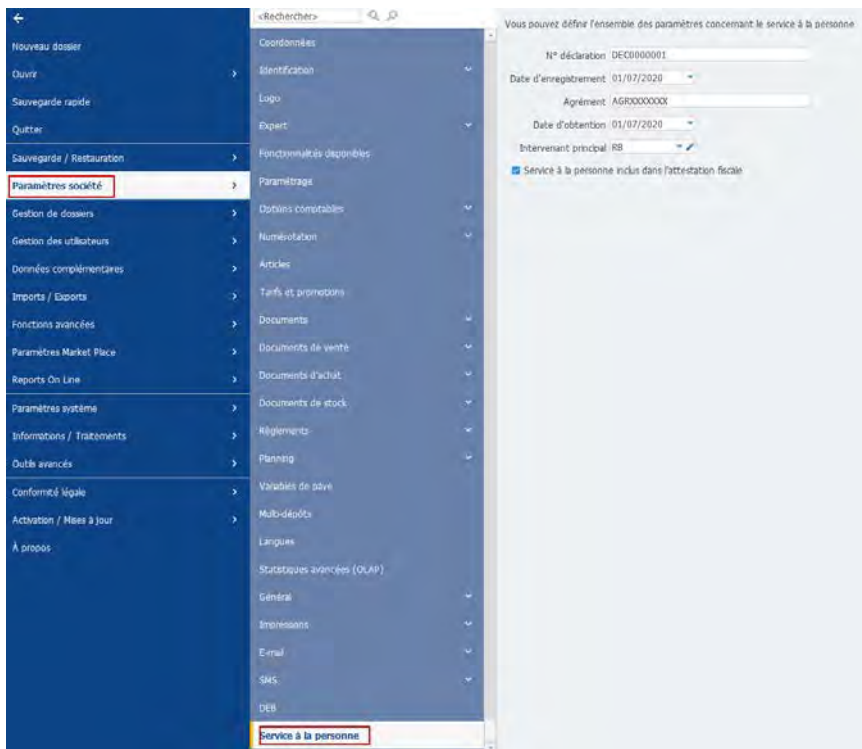 Nouveau dossier
Ouvrir
Sauvegarde rapide
Quitter
Sauvegarde / Restauration
Paramètres société
Gestion de dossiers
Gestion des utilisateurs
Données complémentaires
Imports / Exports
Fonctions avancées
Paramètres Market Place
Reports On Line
Paramètres système
Informations / Traitements
Outils avancés
Conformité légale
Activation / Mises à jour
À propos
<Rechercher>
Coordonnées
Identification
Logo
Expert
Fonctionnalités disponibles
Paramétrage
Options comptables
Numérotation
Articles
Tarifs et promotions
Documents
Documents de vente
Documents d'achat
Documents de stock
Règlements
Planning
Variables de paye
Multi-dépôts
Langues
Statistiques avancées (OLAP)
Général
Impressions
E-mail
SMS
DEB
Service à la personne
Vous pouvez définir l'ensemble des paramètres concernant le service à la personne
N° déclaration DEC0000001
Date d'enregistrement 01/07/2020
Agrément AGRXXXXXXX
Date d'obtention 01/07/2020
Intervenant principal RB
Service à la personne inclus dans l'attestation fiscale